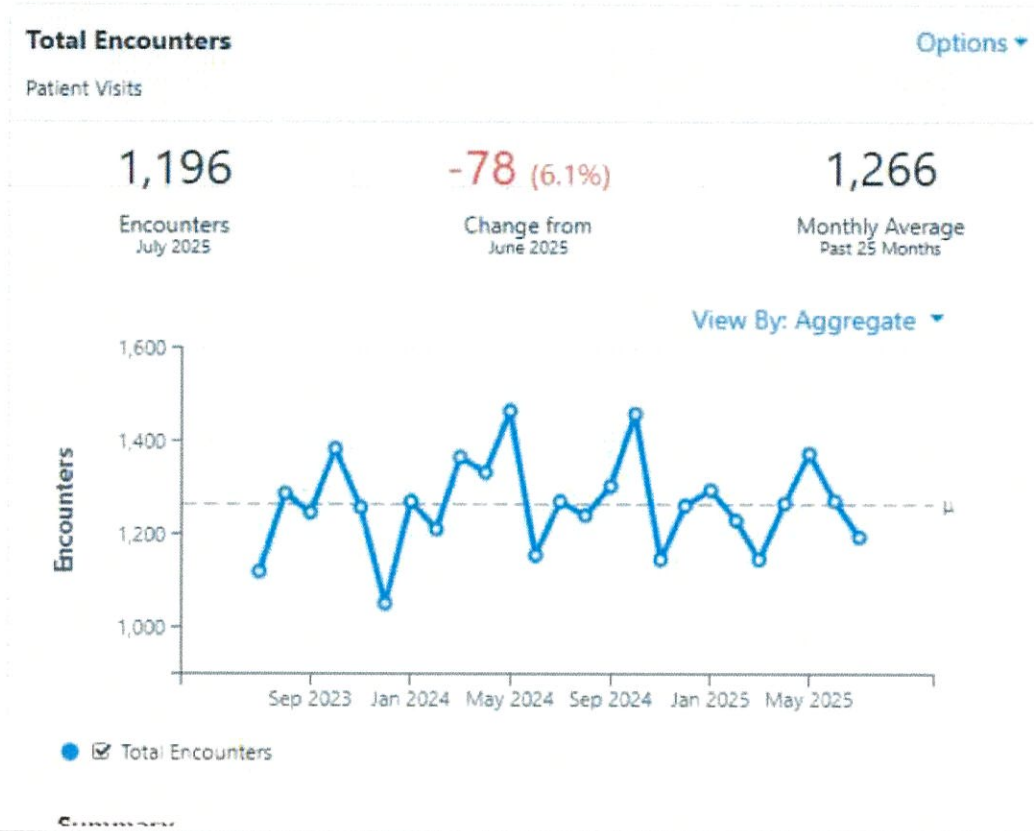 Total Encounters
Options
Patient Visits
1,196
Encounters
July 2025
-78 (6.1%)
Change from
June 2025
1,266
Monthly Average
Past 25 Months
View By: Aggregate
1,600
1,400
1,200
1,000
Encounters
μ
Sep 2023 Jan 2024 May 2024 Sep 2024 Jan 2025 May 2025
Total Encounters
Summary